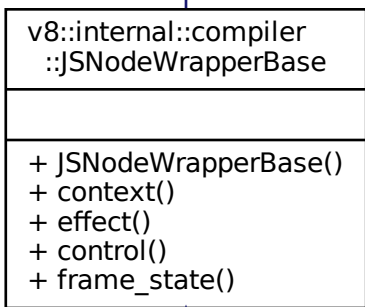 v8::internal::compiler
::JSNodeWrapperBase
+ JSNodeWrapperBase()
+ context()
+ effect()
+ control()
+ frame_state()